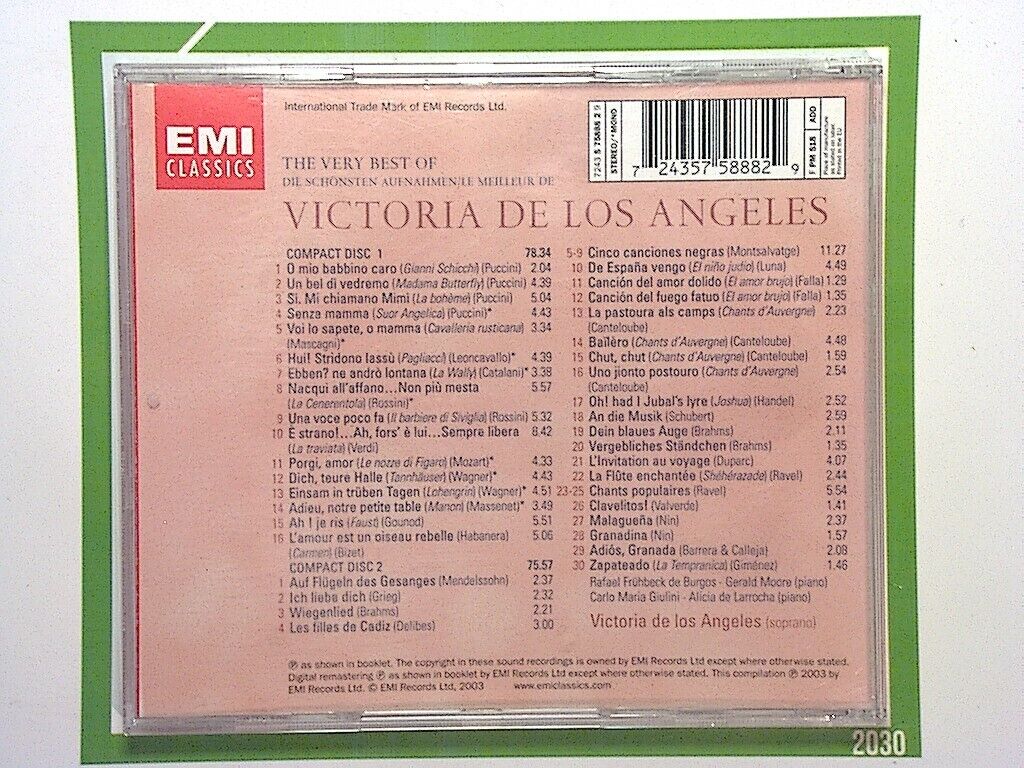 EMI
CLASSICS
International Trade Mark of EMI Records Ltd.
7243 5 75888 2 9
STEREO/*MONO
7 24357 58882 9
F PM 515 ADD
Place of manufacture
as stated on label
Printed in the EU
THE VERY BEST OF
DIE SCHÖNSTEN AUFNAHMEN/LE MEILLEUR DE
VICTORIA DE LOS ANGELES
COMPACT DISC 1 78.34
1 O mio babbino caro (Gianni Schicchi) (Puccini) 2.04
2 Un bel dì vedremo (Madama Butterfly) (Puccini) 4.39
3 Sì. Mi chiamano Mimì (La bohème) (Puccini) 5.04
4 Senza mamma (Suor Angelica) (Puccini)* 4.43
5 Voi lo sapete, o mamma (Cavalleria rusticana) 3.34
(Mascagni)*
6 Hui! Stridono lassù (Pagliacci) (Leoncavallo)* 4.39
7 Ebben? ne andrò lontana (La Wally) (Catalani)* 3.38
8 Nacqui all'affano...Non più mesta 5.57
(La Cenerentola) (Rossini)*
9 Una voce poco fa (Il barbiere di Siviglia) (Rossini) 5.32
10 È strano!...Ah, fors' è lui...Sempre libera 8.42
(La traviata) (Verdi)
11 Porgi, amor (Le nozze di Figaro) (Mozart)* 4.33
12 Dich, teure Halle (Tannhäuser) (Wagner)* 4.43
13 Einsam in trüben Tagen (Lohengrin) (Wagner)* 4.51
14 Adieu, notre petite table (Manon) (Massenet)* 3.49
15 Ah ! je ris (Faust) (Gounod) 5.51
16 L'amour est un oiseau rebelle (Habanera) 5.06
(Carmen) (Bizet)
COMPACT DISC 2 75.57
1 Auf Flügeln des Gesanges (Mendelssohn) 2.37
2 Ich liebe dich (Grieg) 2.32
3 Wiegenlied (Brahms) 2.21
4 Les filles de Cadiz (Delibes) 3.00
5-9 Cinco canciones negras (Montsalvatge) 11.27
10 De España vengo (El niño judío) (Luna) 4.49
11 Canción del amor dolido (El amor brujo) (Falla) 1.29
12 Canción del fuego fatuo (El amor brujo) (Falla) 1.35
13 La pastoura als camps (Chants d'Auvergne) 2.23
(Canteloube)
14 Baïlèro (Chants d'Auvergne) (Canteloube) 4.48
15 Chut, chut (Chants d'Auvergne) (Canteloube) 1.59
16 Uno jionto postouro (Chants d'Auvergne) 2.54
(Canteloube)
17 Oh! had I Jubal's lyre (Joshua) (Handel) 2.52
18 An die Musik (Schubert) 2.59
19 Dein blaues Auge (Brahms) 2.11
20 Vergebliches Ständchen (Brahms) 1.35
21 L'Invitation au voyage (Duparc) 4.07
22 La Flûte enchantée (Shéhérazade) (Ravel) 2.44
23-25 Chants populaires (Ravel) 5.54
26 Clavelitos! (Valverde) 1.41
27 Malagueña (Nin) 2.37
28 Granadina (Nin) 1.57
29 Adiós, Granada (Barrera & Calleja) 2.08
30 Zapateado (La Tempranica) (Giménez) 1.46
Rafael Frühbeck de Burgos - Gerald Moore (piano)
Carlo Maria Giulini - Alicia de Larrocha (piano)
Victoria de los Angeles (soprano)
℗ as shown in booklet. The copyright in these sound recordings is owned by EMI Records Ltd except where otherwise stated.
Digital remastering ℗ as shown in booklet by EMI Records Ltd except where otherwise stated. This compilation ℗ 2003 by
EMI Records Ltd. © EMI Records Ltd, 2003 www.emiclassics.com
2030